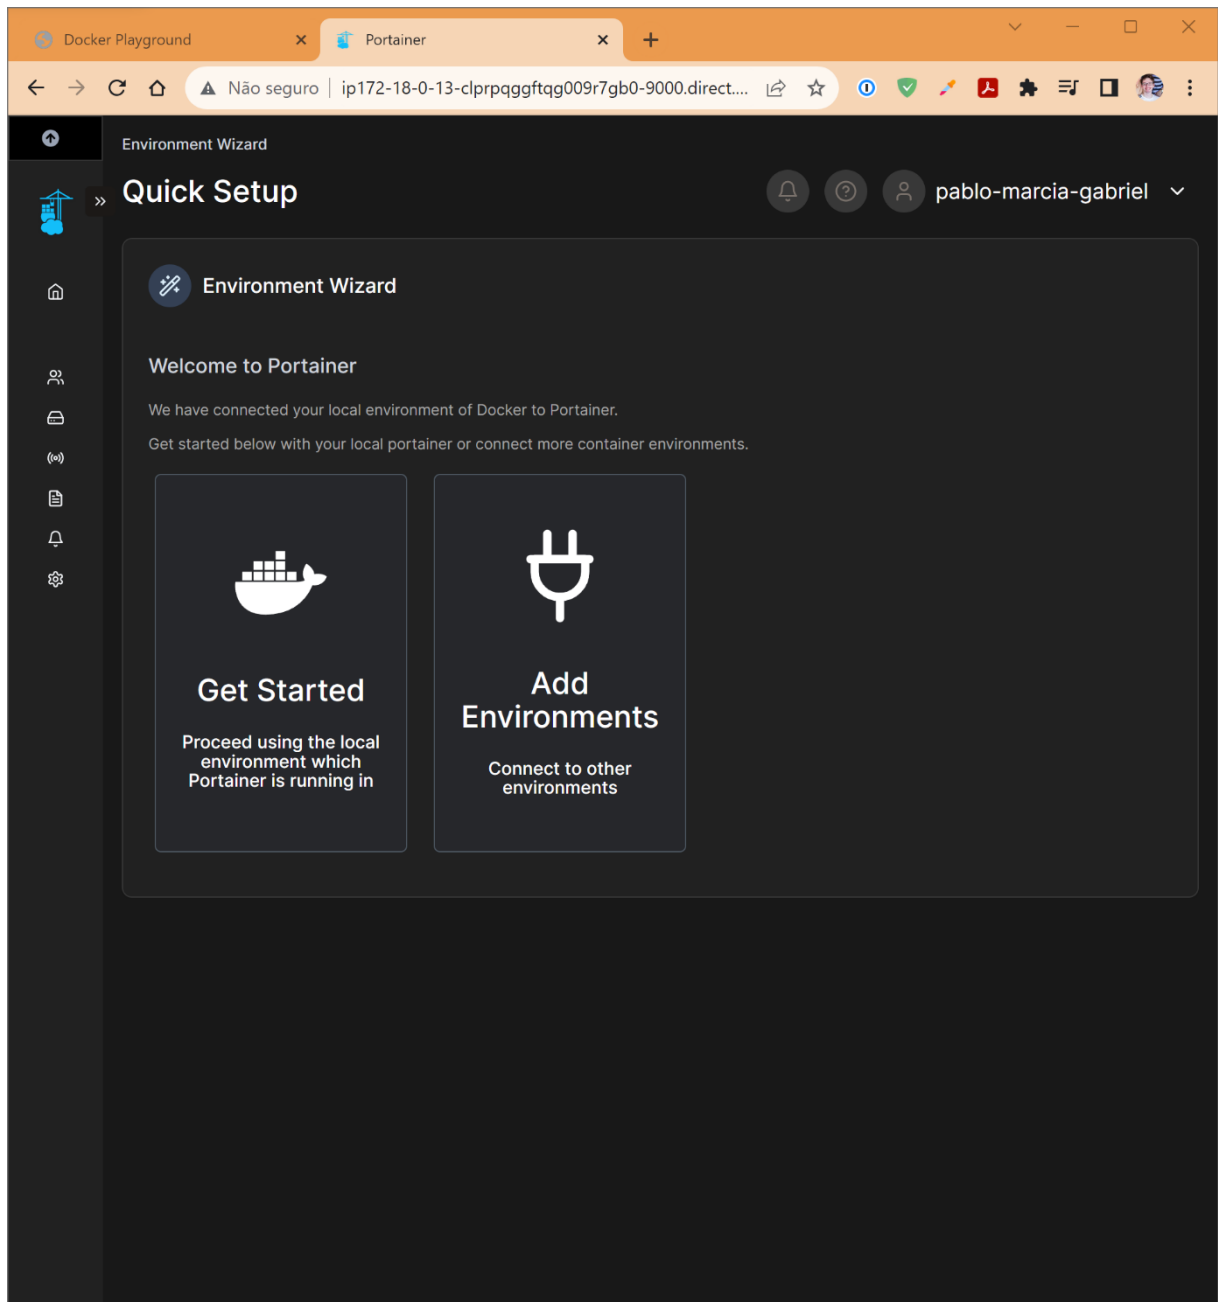 Docker Playground
Portainer
Não seguro
ip172-18-0-13-clprpqggftqg009r7gb0-9000.direct....
Environment Wizard
Quick Setup
pablo-marcia-gabriel
Environment Wizard
Welcome to Portainer
We have connected your local environment of Docker to Portainer.
Get started below with your local portainer or connect more container environments.
Get Started
Proceed using the local
environment which
Portainer is running in
Add
Environments
Connect to other
environments